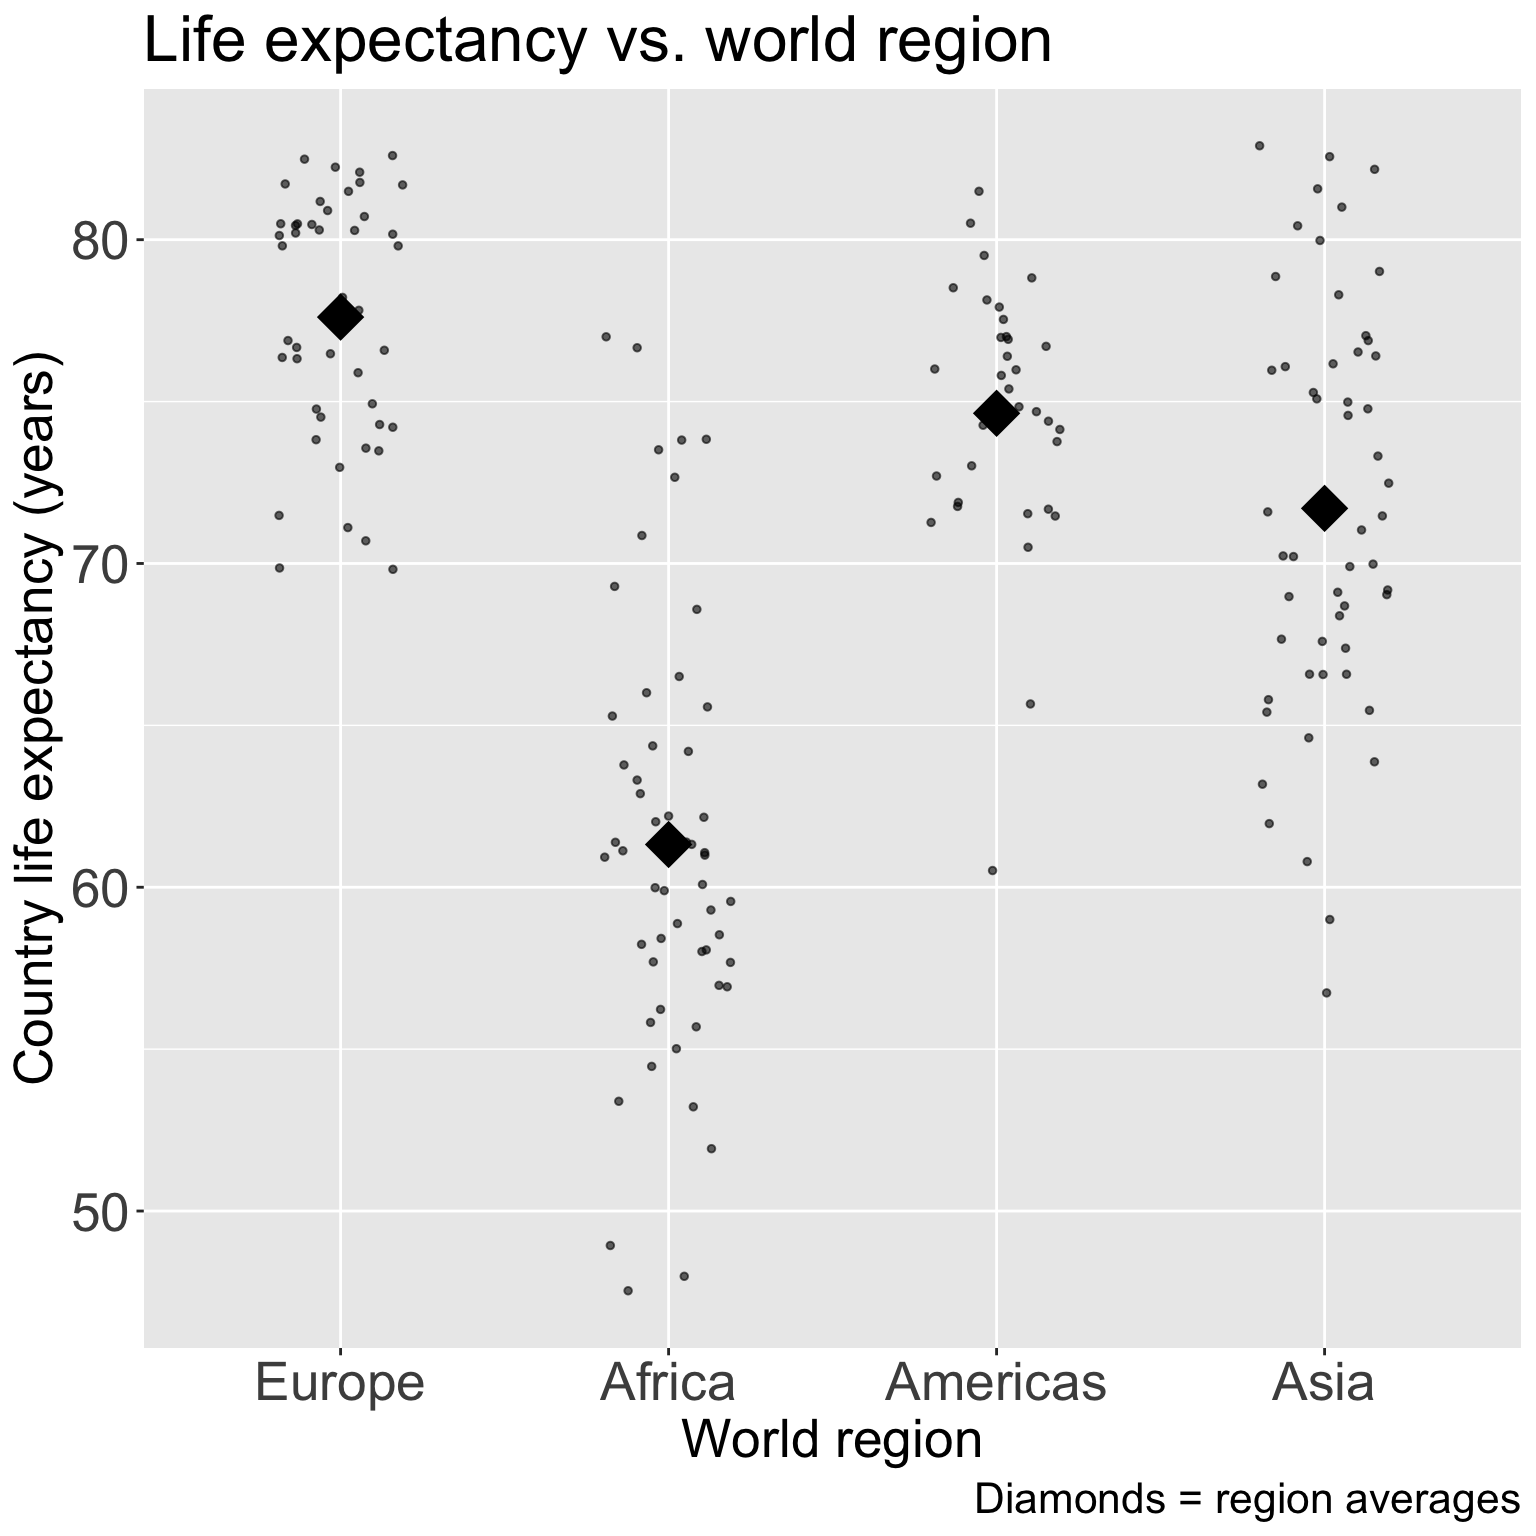 Life expectancy vs. world region
Country life expectancy (years)
80
70
60
50
Europe
Africa
Americas
Asia
World region
Diamonds = region averages